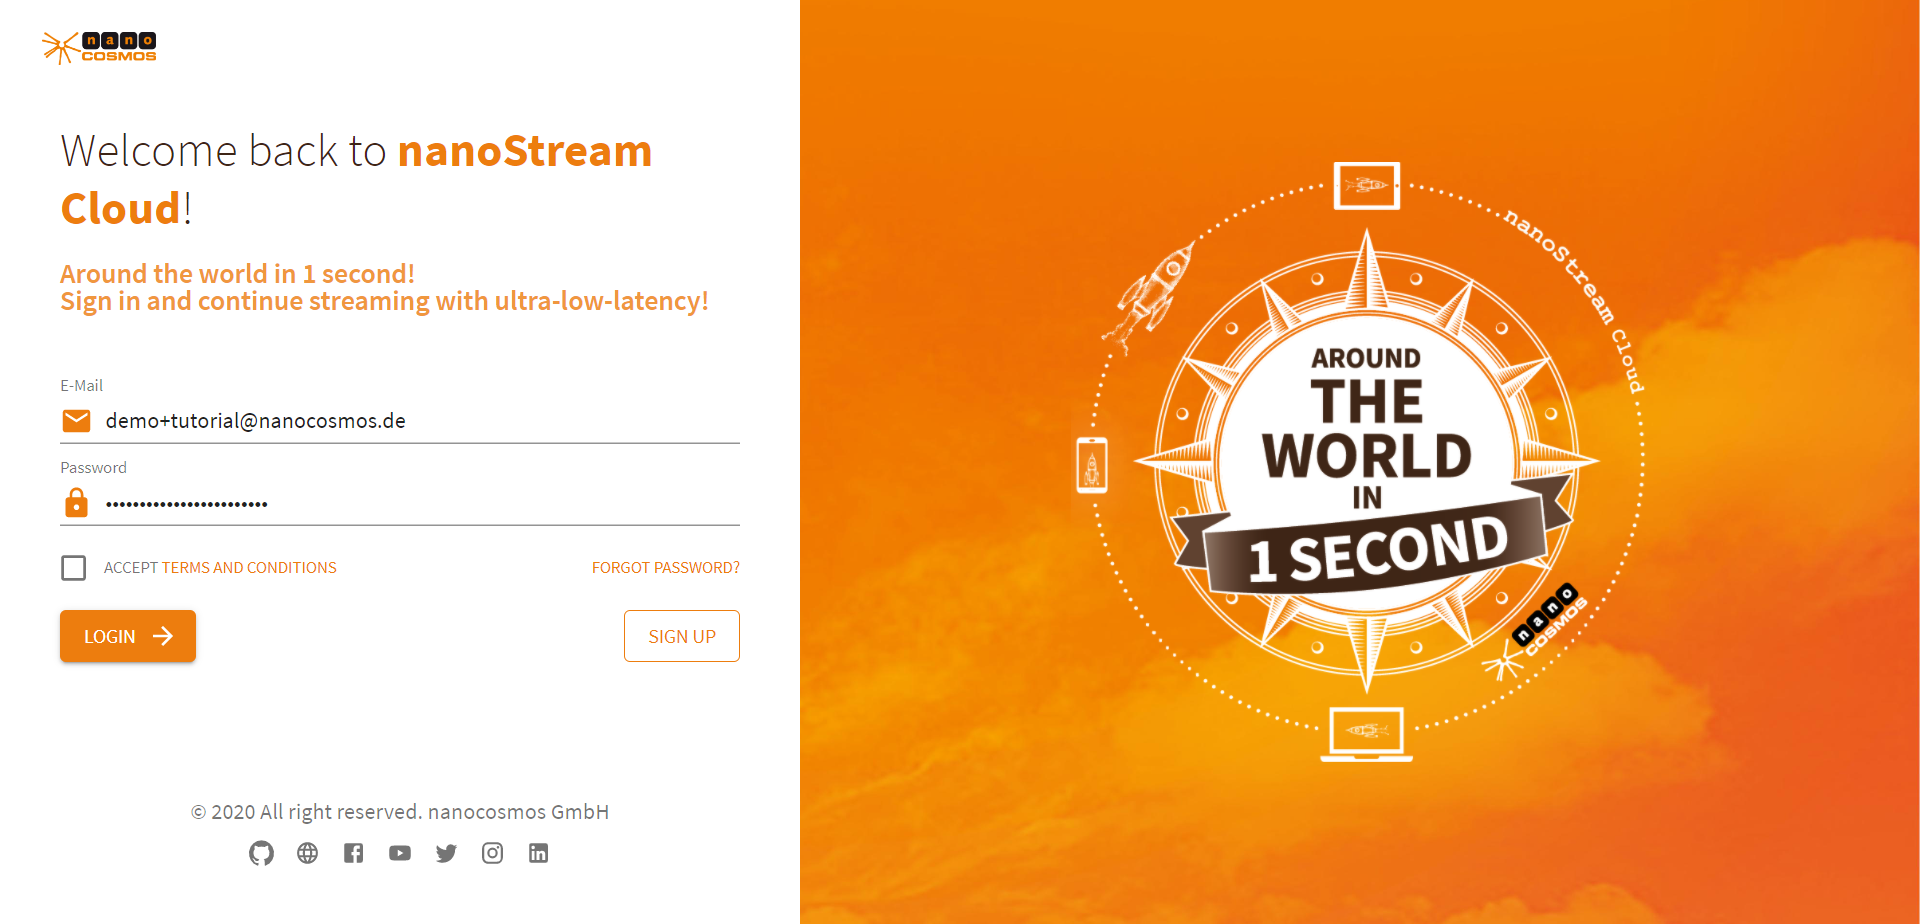 nano
COSMOS
Welcome back to nanoStream
Cloud!
Around the world in 1 second!
Sign in and continue streaming with ultra-low-latency!
E-Mail
demo+tutorial@nanocosmos.de
Password
••••••••••••••••••••••••
ACCEPT TERMS AND CONDITIONS
FORGOT PASSWORD?
LOGIN
SIGN UP
© 2020 All right reserved. nanocosmos GmbH
nanoStream Cloud
AROUND
THE
WORLD
IN
1 SECOND
nano
COSMOS